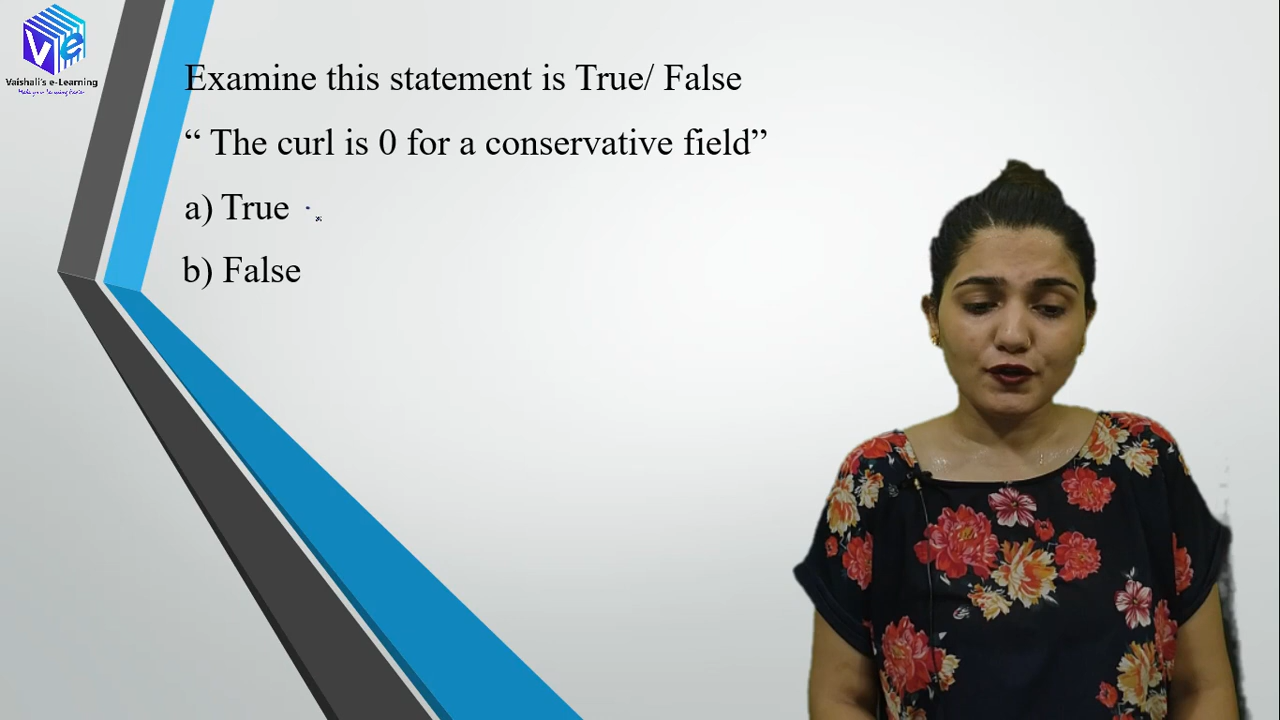 Vaishali's e-Learning
Examine this statement is True/ False
“ The curl is 0 for a conservative field”
a) True
b) False